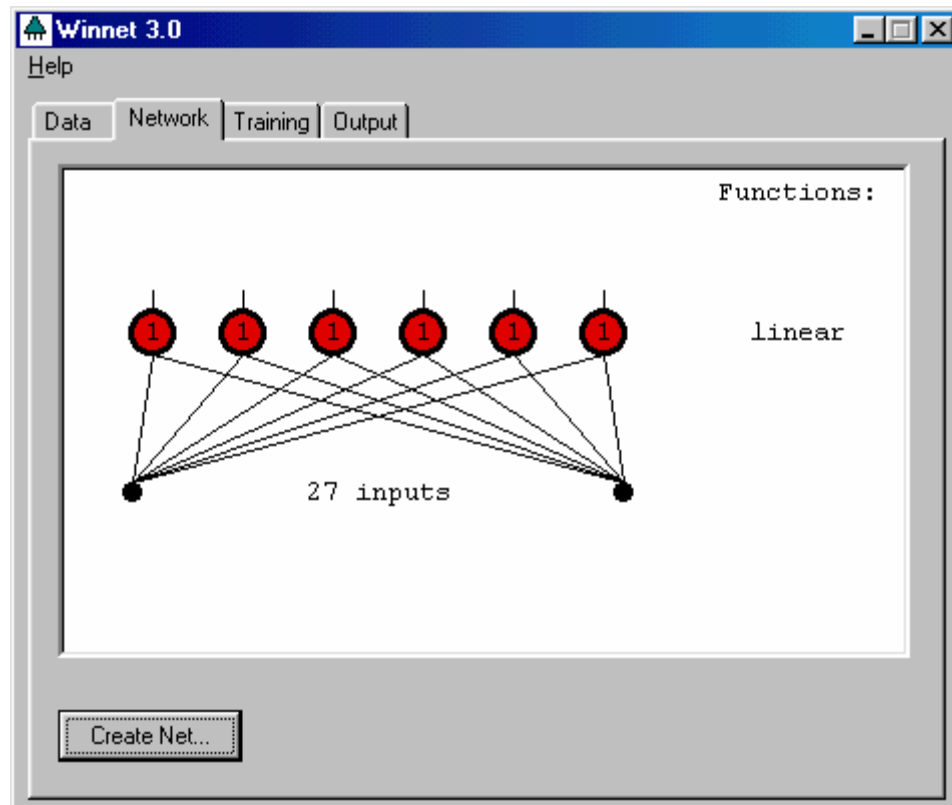 Winnet 3.0
Help
Data Network Training Output
Functions:
1 1 1 1 1 1 linear
27 inputs
Create Net...